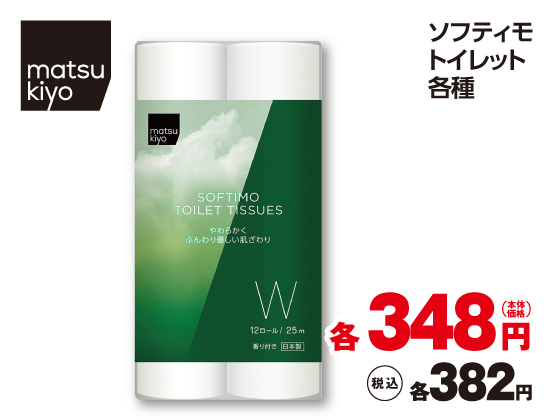 matsu
kiyo
ソフティモ
トイレット
各種
matsu
kiyo
SOFTIMO
TOILET TISSUES
やわらかく
ふんわり優しい肌ざわり
W
12ロール/25m
香り付き 日本製
各348円(本体価格)
税込 各382円